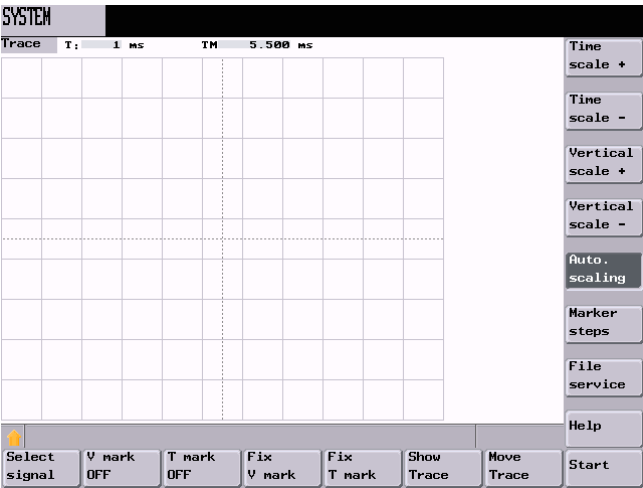 SYSTEM
Trace T: 1 ms TM 5.500 ms
Time
scale +
Time
scale -
Vertical
scale +
Vertical
scale -
Auto.
scaling
Marker
steps
File
service
Help
Select
signal
V mark
OFF
T mark
OFF
Fix
V mark
Fix
T mark
Show
Trace
Move
Trace
Start